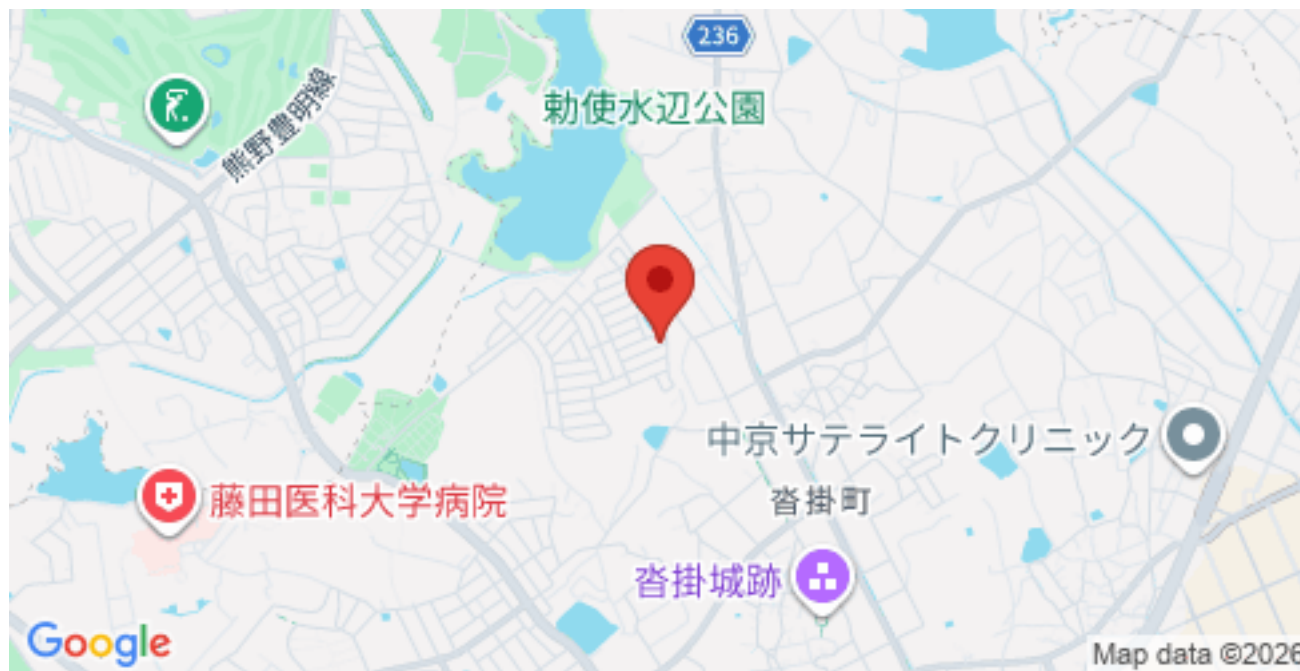 236
勅使水辺公園
熊野豊明線
中京サテライトクリニック
藤田医科大学病院
沓掛町
沓掛城跡
Google
Map data ©2026